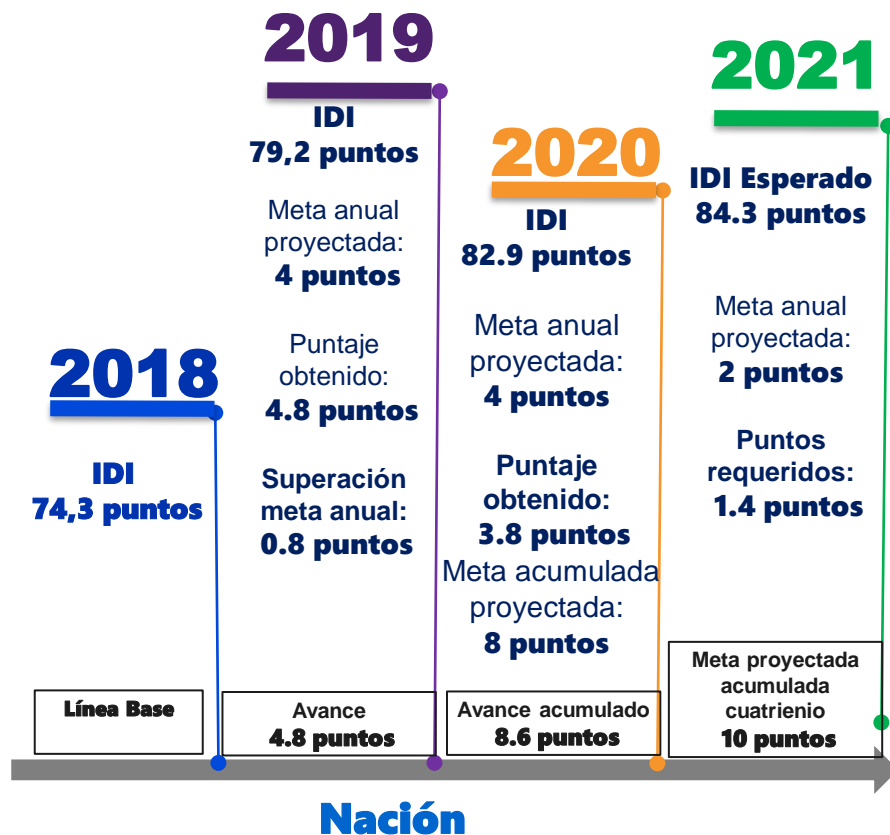 2018
IDI
74,3 puntos
Línea Base
2019
IDI
79,2 puntos
Meta anual
proyectada:
4 puntos
Puntaje
obtenido:
4.8 puntos
Superación
meta anual:
0.8 puntos
Avance
4.8 puntos
2020
IDI
82.9 puntos
Meta anual
proyectada:
4 puntos
Puntaje
obtenido:
3.8 puntos
Meta acumulada
proyectada:
8 puntos
Avance acumulado
8.6 puntos
2021
IDI Esperado
84.3 puntos
Meta anual
proyectada:
2 puntos
Puntos
requeridos:
1.4 puntos
Meta proyectada
acumulada
cuatrienio
10 puntos
Nación